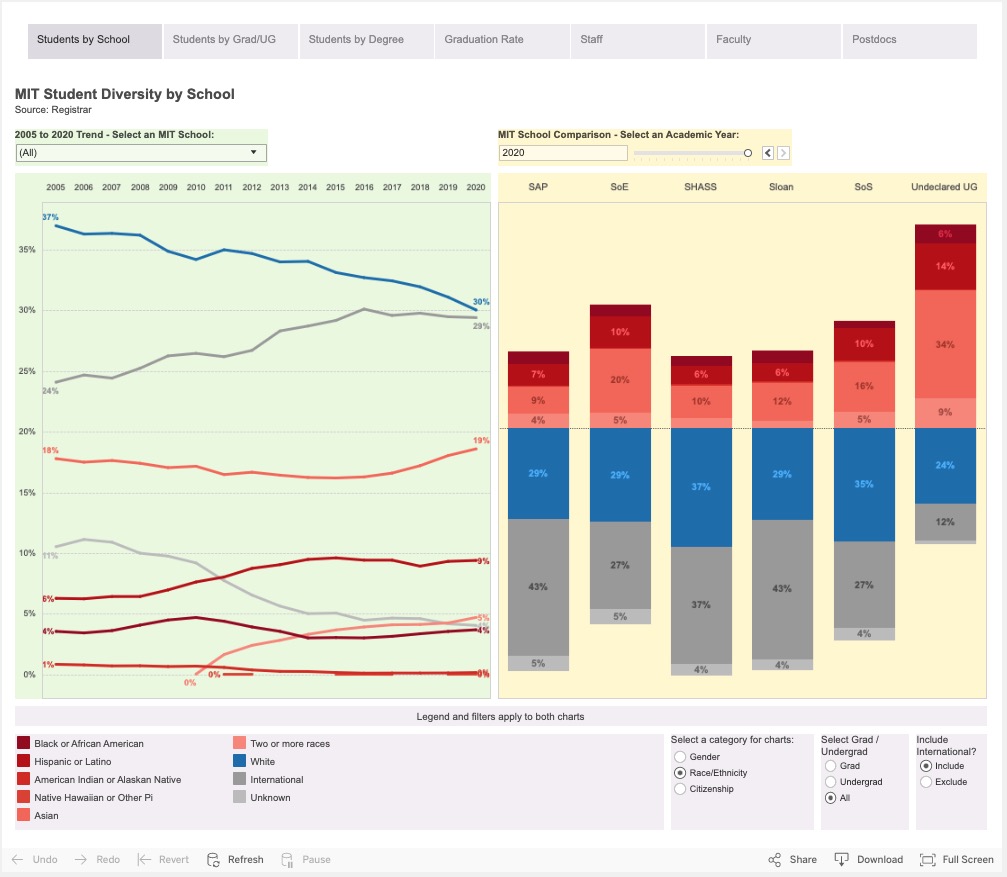 Students by School
Students by Grad/UG
Students by Degree
Graduation Rate
Staff
Faculty
Postdocs
MIT Student Diversity by School
Source: Registrar
2005 to 2020 Trend - Select an MIT School:
(All)
MIT School Comparison - Select an Academic Year:
2020
2005 2006 2007 2008 2009 2010 2011 2012 2013 2014 2015 2016 2017 2018 2019 2020
37%
35%
30%
30%
29%
25%
24%
20%
19%
18%
15%
11%
10%
9%
6%
5%
5%
4%
4%
4%
1%
0%
0%
0%
0%
SAP SoE SHASS Sloan SoS Undeclared UG
7%
9%
4%
29%
43%
5%
10%
20%
5%
29%
27%
5%
6%
10%
37%
37%
4%
6%
12%
29%
43%
4%
10%
16%
5%
35%
27%
4%
6%
14%
34%
9%
24%
12%
Legend and filters apply to both charts
Black or African American
Hispanic or Latino
American Indian or Alaskan Native
Native Hawaiian or Other Pi
Asian
Two or more races
White
International
Unknown
Select a category for charts:
Gender
Race/Ethnicity
Citizenship
Select Grad /
Undergrad
Grad
Undergrad
All
Include
International?
Include
Exclude
Undo
Redo
Revert
Refresh
Pause
Share
Download
Full Screen